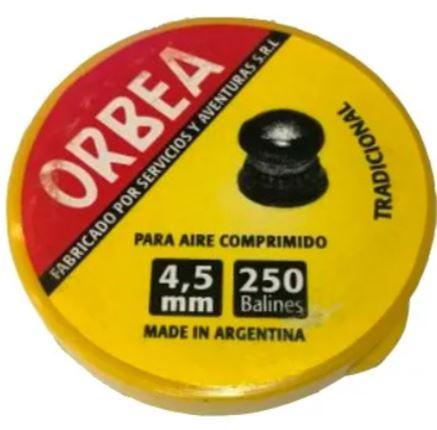 ORBEA
FABRICADO POR SERVICIOS Y AVENTURAS S.R.L
TRADICIONAL
PARA AIRE COMPRIMIDO
4,5 mm
250 Balines
MADE IN ARGENTINA